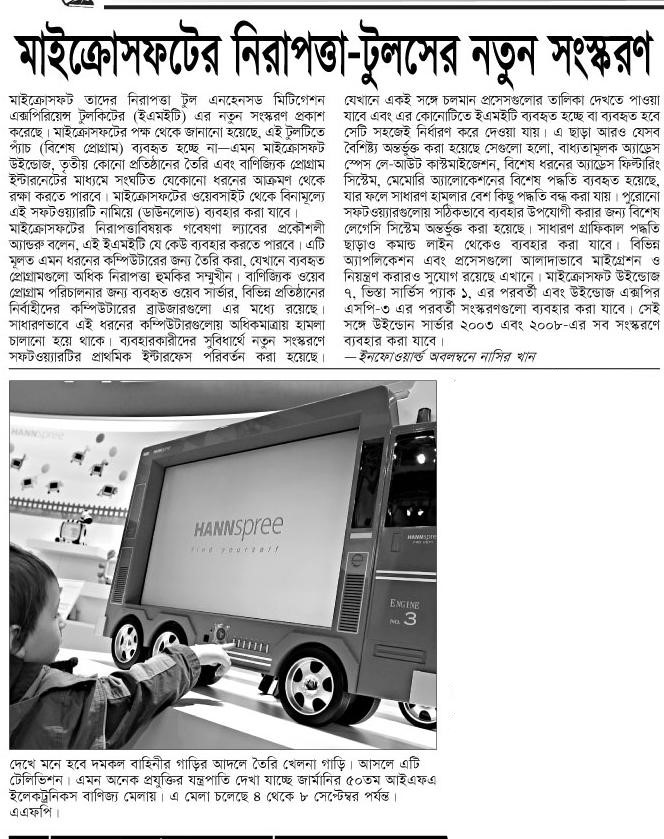 মাইক্রোসফটের নিরাপত্তা-টুলসের নতুন সংস্করণ
মাইক্রোসফট তাদের নিরাপত্তা টুল এনহেনসড মিটিগেশন
এক্সপিরিয়েন্স টুলকিটের (ইএমইটি) এর নতুন সংস্করণ প্রকাশ
করেছে। মাইক্রোসফটের পক্ষ থেকে জানানো হয়েছে, এই টুলটিতে
প্যাঁচ (বিশেষ প্রোগ্রাম) ব্যবহৃত হচ্ছে না—এমন মাইক্রোসফট
উইন্ডোজ, তৃতীয় কোনো প্রতিষ্ঠানের তৈরি এবং বাণিজ্যিক প্রোগ্রাম
ইন্টারনেটের মাধ্যমে সংঘটিত যেকোনো ধরনের আক্রমণ থেকে
রক্ষা করতে পারবে। মাইক্রোসফটের ওয়েবসাইট থেকে বিনামূল্যে
এই সফটওয়্যারটি নামিয়ে (ডাউনলোড) ব্যবহার করা যাবে।
মাইক্রোসফটের নিরাপত্তাবিষয়ক গবেষণা ল্যাবের প্রকৌশলী
অ্যান্ডরু বলেন, এই ইএমইটি যে কেউ ব্যবহার করতে পারবে। এটি
মূলত এমন ধরনের কম্পিউটারের জন্য তৈরি করা, যেখানে ব্যবহৃত
প্রোগ্রামগুলো অধিক নিরাপত্তা হুমকির সম্মুখীন। বাণিজ্যিক ওয়েব
প্রোগ্রাম পরিচালনার জন্য ব্যবহৃত ওয়েব সার্ভার, বিভিন্ন প্রতিষ্ঠানের
নির্বাহীদের কম্পিউটারের ব্রাউজারগুলো এর মধ্যে রয়েছে।
সাধারণভাবে এই ধরনের কম্পিউটারগুলোয় অধিকমাত্রায় হামলা
চালানো হয়ে থাকে। ব্যবহারকারীদের সুবিধার্থে নতুন সংস্করণে
সফটওয়্যারটির প্রাথমিক ইন্টারফেস পরিবর্তন করা হয়েছে।
যেখানে একই সঙ্গে চলমান প্রসেসগুলোর তালিকা দেখতে পাওয়া
যাবে এবং এর কোনোটিতে ইএমইটি ব্যবহৃত হচ্ছে বা ব্যবহৃত হবে
সেটি সহজেই নির্ধারণ করে দেওয়া যায়। এ ছাড়া আরও যেসব
বৈশিষ্ট্য অন্তর্ভুক্ত করা হয়েছে সেগুলো হলো, বাধ্যতামূলক অ্যাড্রেস
স্পেস লে-আউট কাস্টমাইজেশন, বিশেষ ধরনের অ্যাড্রেস ফিল্টারিং
সিস্টেম, মেমোরি অ্যালোকেশনের বিশেষ পদ্ধতি ব্যবহৃত হয়েছে,
যার ফলে সাধারণ হামলার বেশ কিছু পদ্ধতি বন্ধ করা যায়। পুরোনো
সফটওয়্যারগুলোয় সঠিকভাবে ব্যবহার উপযোগী করার জন্য বিশেষ
লেগেসি সিস্টেম অন্তর্ভুক্ত করা হয়েছে। সাধারণ গ্রাফিকাল পদ্ধতি
ছাড়াও কমান্ড লাইন থেকেও ব্যবহার করা যাবে। বিভিন্ন
অ্যাপলিকেশন এবং প্রসেসগুলো আলাদাভাবে মাইগ্রেশন ও
নিয়ন্ত্রণ করারও সুযোগ রয়েছে এখানে। মাইক্রোসফট উইন্ডোজ
৭, ভিস্তা সার্ভিস প্যাক ১, এর পরবর্তী এবং উইন্ডোজ এক্সপির
এসপি-৩ এর পরবর্তী সংস্করণগুলো ব্যবহার করা যাবে। সেই
সঙ্গে উইন্ডোন সার্ভার ২০০৩ এবং ২০০৮-এর সব সংস্করণে
ব্যবহার করা যাবে।
—ইনফোওয়ার্ল্ড অবলম্বনে নাসির খান
HANNspree
HANNspree
HANNspree
find yourself
HANNspree
ENGINE
NO. 3
দেখে মনে হবে দমকল বাহিনীর গাড়ির আদলে তৈরি খেলনা গাড়ি। আসলে এটি
টেলিভিশন। এমন অনেক প্রযুক্তির যন্ত্রপাতি দেখা যাচ্ছে জার্মানির ৫০তম আইএফএ
ইলেকট্রনিকস বাণিজ্য মেলায়। এ মেলা চলেছে ৪ থেকে ৮ সেপ্টেম্বর পর্যন্ত।
এএফপি।